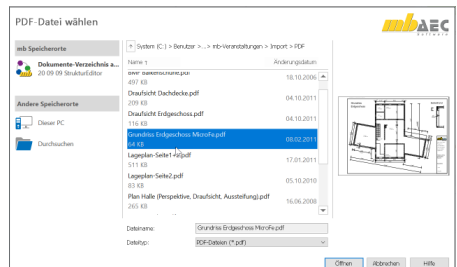 PDF-Datei wählen
mbAEC
Software
mb Speicherorte
Dokumente-Verzeichnis a...
20 09 09 StrukturEditor
Andere Speicherorte
Dieser PC
Durchsuchen
System (C:) > Benutzer > ...> mb-Veranstaltungen > Import > PDF
Name
Änderungsdatum
497 KB
18.10.2006
Draufsicht Dachdecke.pdf
209 KB
04.10.2011
Draufsicht Erdgeschoss.pdf
116 KB
04.10.2011
Grundriss Erdgeschoss MicroFe.pdf
64 KB
08.02.2011
Lageplan-Seite1-a.pdf
511 KB
17.01.2011
Lageplan-Seite2.pdf
83 KB
05.10.2010
Plan Halle (Perspektive, Draufsicht, Aussteifung).pdf
265 KB
16.06.2008
Dateiname:
Grundriss Erdgeschoss MicroFe.pdf
Dateityp:
PDF-Dateien (*.pdf)
Öffnen
Abbrechen
Hilfe